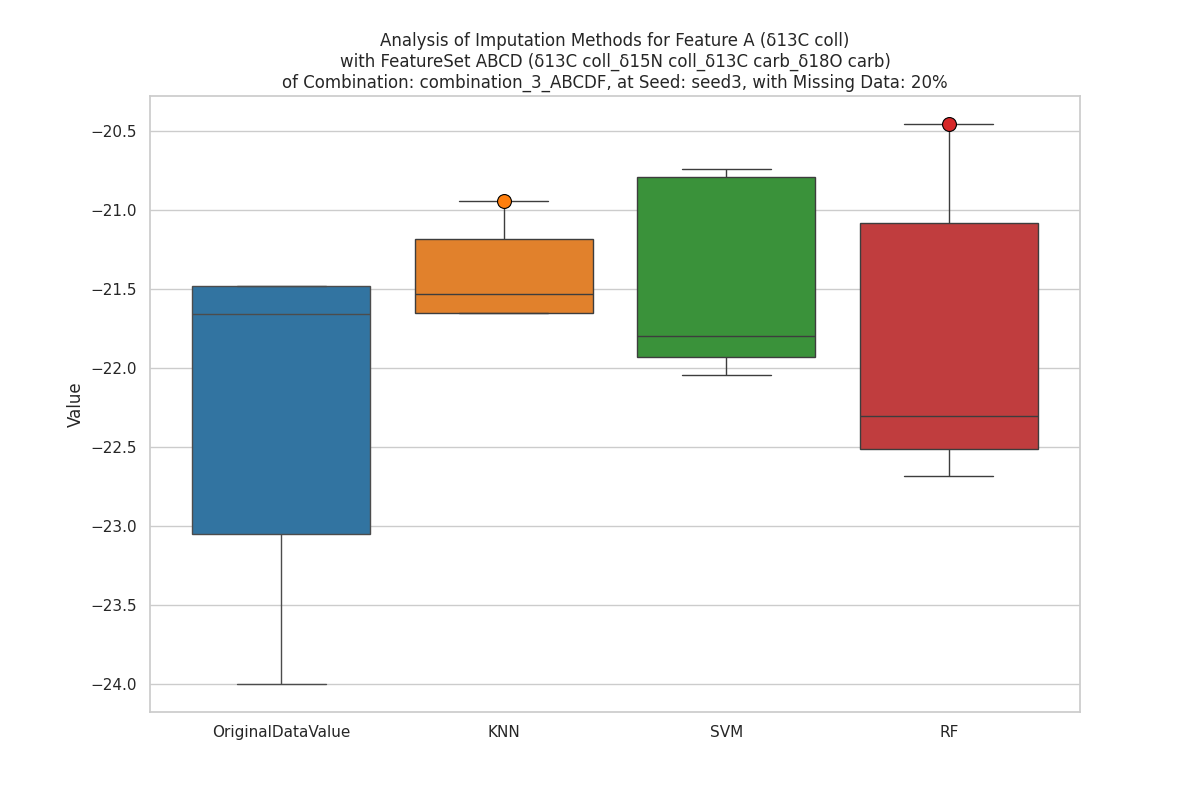 Analysis of Imputation Methods for Feature A (δ13C coll)
with FeatureSet ABCD (δ13C coll_δ15N coll_δ13C carb_δ18O carb)
of Combination: combination_3_ABCDF, at Seed: seed3, with Missing Data: 20%
−20.5
−21.0
−21.5
−22.0
−22.5
−23.0
−23.5
−24.0
Value
OriginalDataValue KNN SVM RF